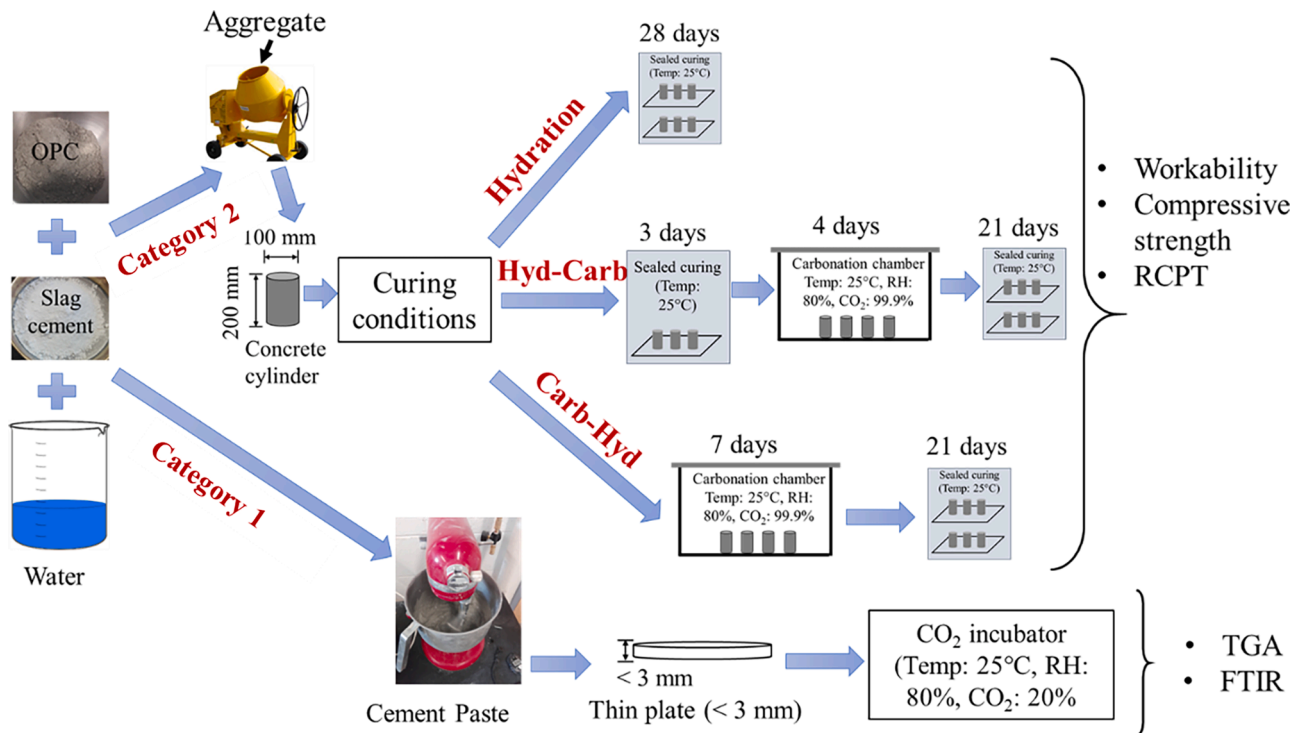 Aggregate
OPC
Slag
cement
Water
Category 2
Category 1
100 mm
200 mm
Concrete
cylinder
Curing
conditions
Hydration
28 days
Sealed curing
(Temp: 25°C)
Hyd-Carb
3 days
Sealed curing
(Temp:
25°C)
4 days
Carbonation chamber
Temp: 25°C, RH:
80%, CO₂: 99.9%
21 days
Sealed curing
(Temp: 25°C)
Carb-Hyd
7 days
Carbonation chamber
Temp: 25°C, RH:
80%, CO₂: 99.9%
21 days
Sealed curing
(Temp: 25°C)
• Workability
• Compressive
strength
• RCPT
Cement Paste
< 3 mm
Thin plate (< 3 mm)
CO₂ incubator
(Temp: 25°C, RH:
80%, CO₂: 20%
• TGA
• FTIR